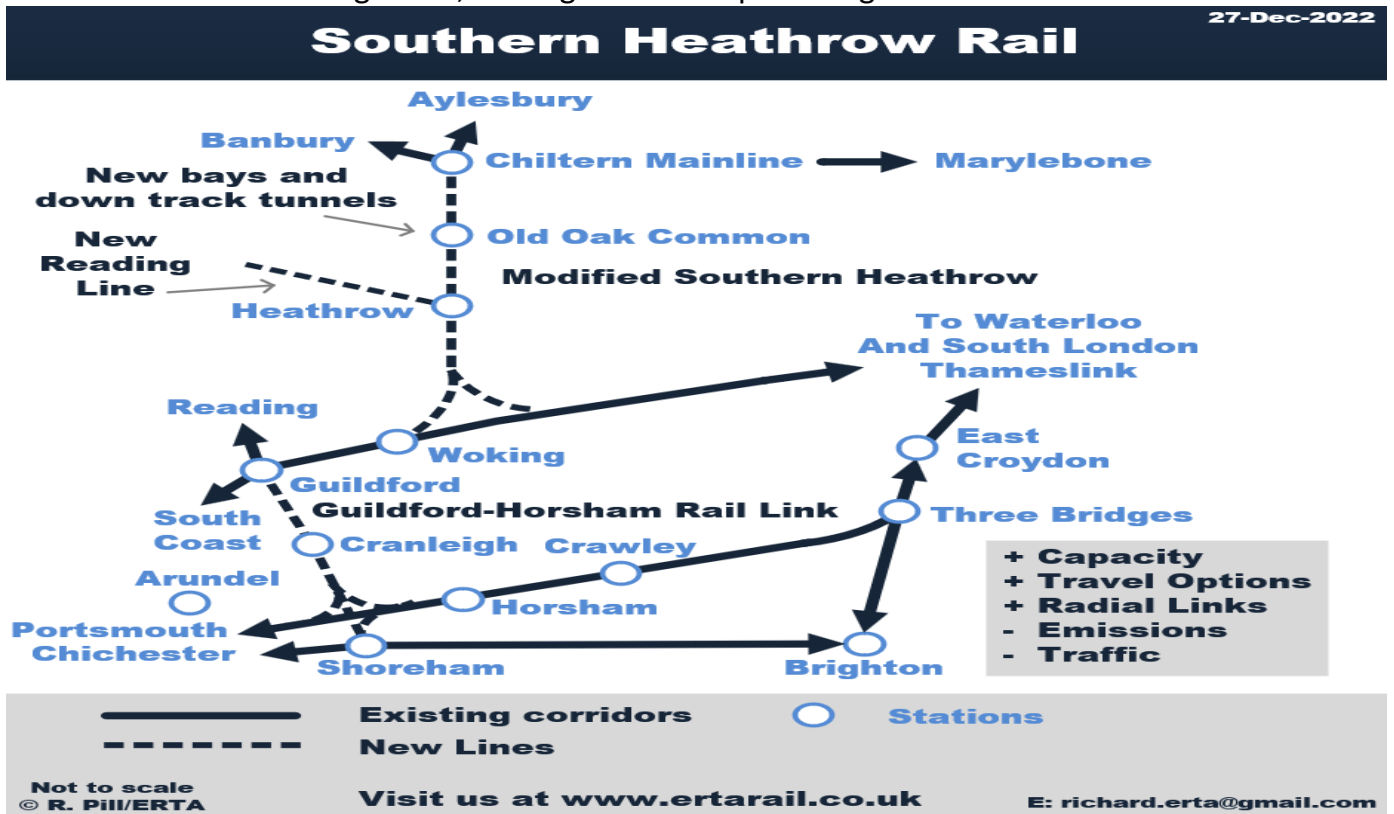 27-Dec-2022
Southern Heathrow Rail
Aylesbury
Banbury
Chiltern Mainline
Marylebone
New bays and
down track tunnels
Old Oak Common
New
Reading
Line
Modified Southern Heathrow
Heathrow
To Waterloo
And South London
Thameslink
Reading
Woking
East
Croydon
Guildford
Guildford-Horsham Rail Link
Three Bridges
South
Coast
Cranleigh
Crawley
Arundel
Horsham
Portsmouth
Chichester
Shoreham
Brighton
+ Capacity
+ Travel Options
+ Radial Links
- Emissions
- Traffic
Existing corridors
Stations
New Lines
Not to scale
© R. Pill/ERTA
Visit us at www.ertarail.co.uk
E: richard.erta@gmail.com